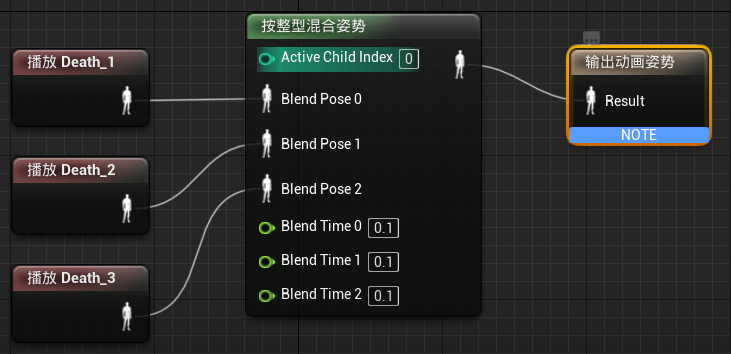 播放 Death_1
播放 Death_2
播放 Death_3
按整型混合姿势
Active Child Index 0
Blend Pose 0
Blend Pose 1
Blend Pose 2
Blend Time 0 0.1
Blend Time 1 0.1
Blend Time 2 0.1
输出动画姿势
Result
NOTE